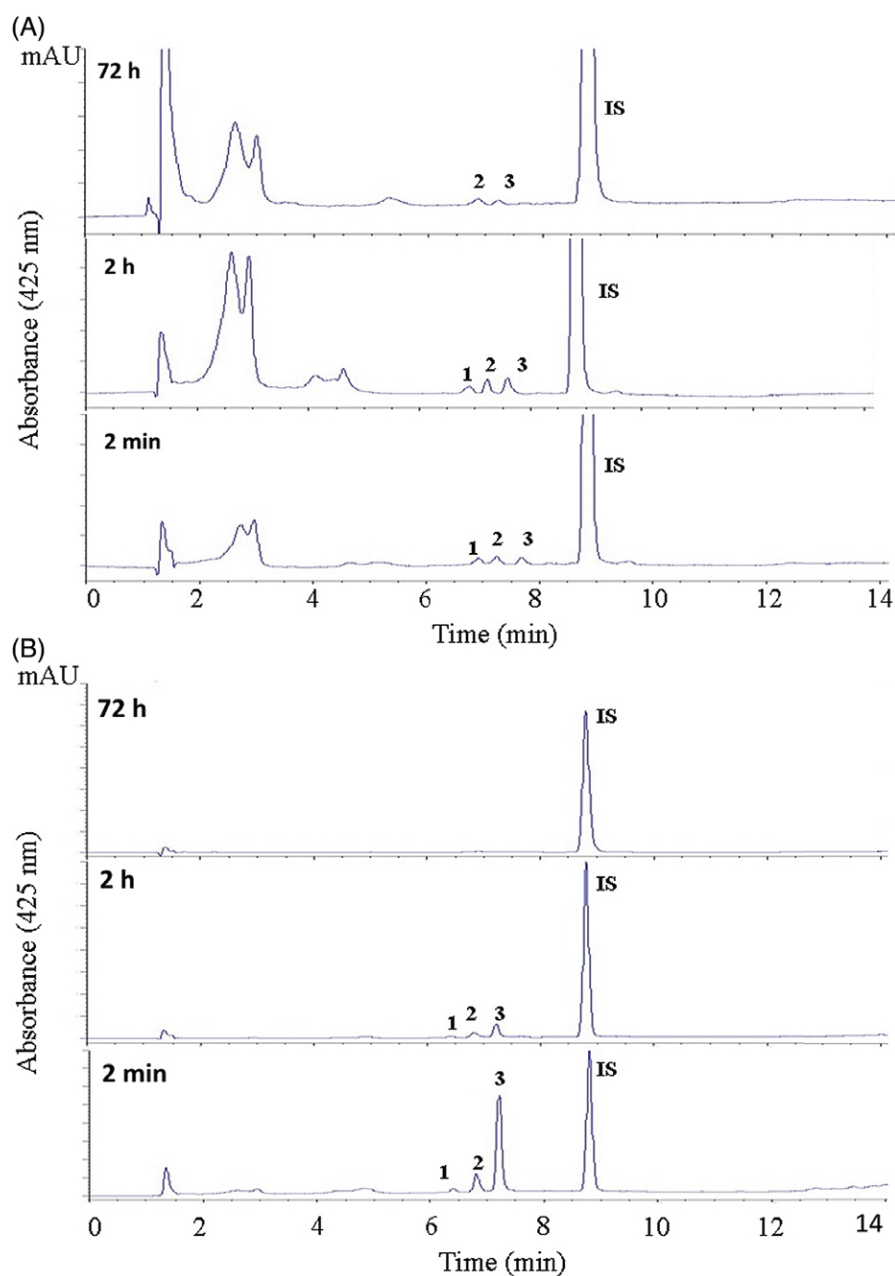 (A)
mAU
72 h
IS
2 3
2 h
IS
1 2 3
2 min
IS
1 2 3
Absorbance (425 nm)
0 2 4 6 8 10 12 14
Time (min)
(B)
mAU
72 h
IS
2 h
IS
1 2 3
2 min
IS
3
1 2
Absorbance (425 nm)
0 2 4 6 8 10 12 14
Time (min)